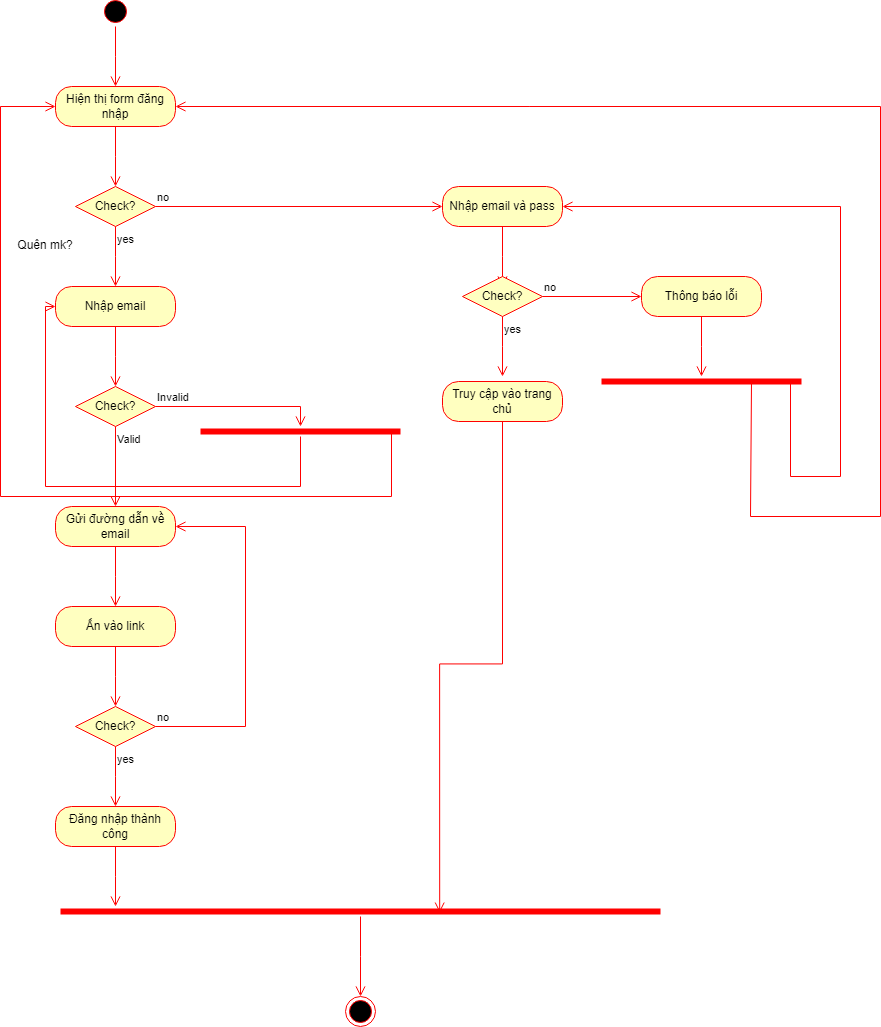 Hiện thị form đăng
nhập
Check?
no
Nhập email và pass
yes
Quên mk?
Nhập email
Check?
no
Thông báo lỗi
yes
Check?
Invalid
Truy cập vào trang
chủ
Valid
Gửi đường dẫn về
email
Ấn vào link
Check?
no
yes
Đăng nhập thành
công